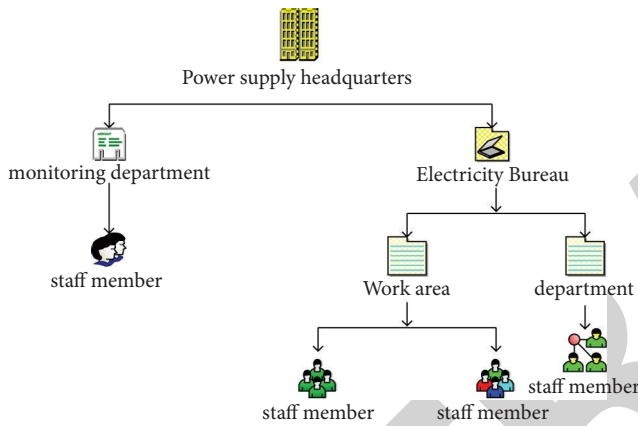 Power supply headquarters
monitoring department
Electricity Bureau
staff member
Work area
department
staff member
staff member
staff member